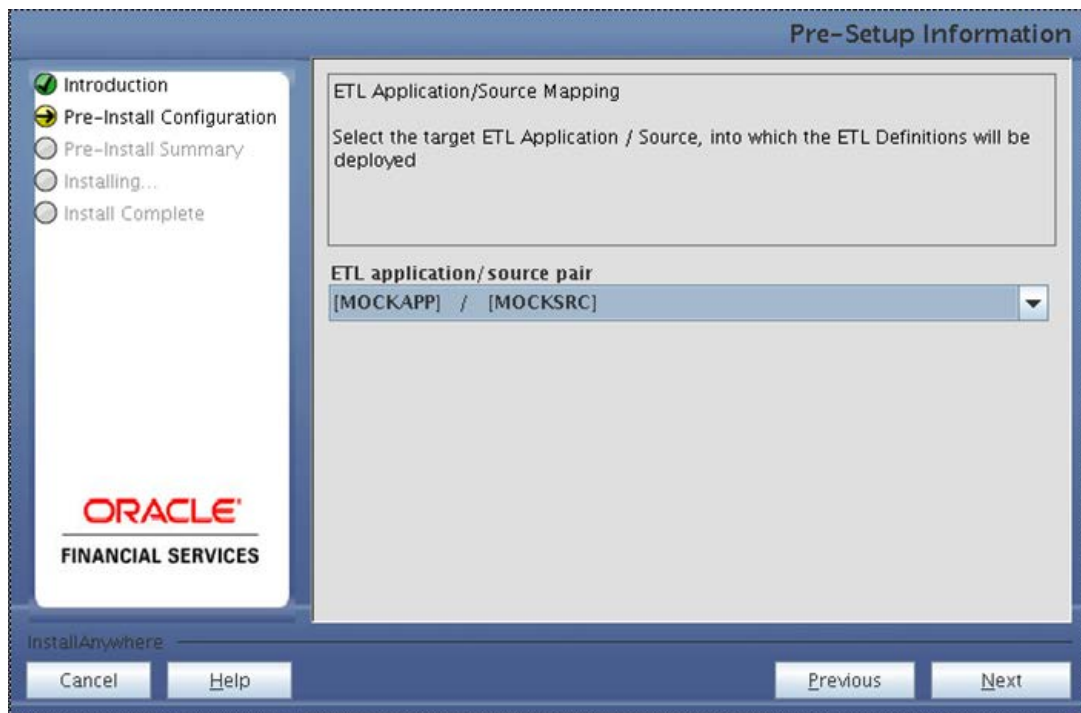 Pre-Setup Information
Introduction
Pre-Install Configuration
Pre-Install Summary
Installing...
Install Complete
ORACLE
FINANCIAL SERVICES
ETL Application/Source Mapping
Select the target ETL Application / Source, into which the ETL Definitions will be
deployed
ETL application/source pair
[MOCKAPP] / [MOCKSRC]
InstallAnywhere
Cancel
Help
Previous
Next